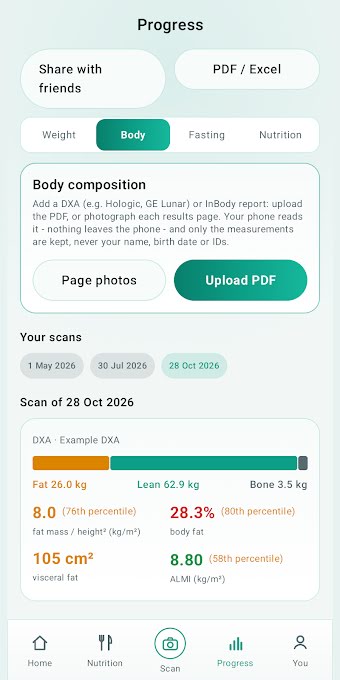 Progress
Share with
friends
PDF / Excel
Weight
Body
Fasting
Nutrition
Body composition
Add a DXA (e.g. Hologic, GE Lunar) or InBody report: upload
the PDF, or photograph each results page. Your phone reads
it - nothing leaves the phone - and only the measurements
are kept, never your name, birth date or IDs.
Page photos
Upload PDF
Your scans
1 May 2026
30 Jul 2026
28 Oct 2026
Scan of 28 Oct 2026
DXA · Example DXA
Fat 26.0 kg
Lean 62.9 kg
Bone 3.5 kg
8.0 (76th percentile)
fat mass / height² (kg/m²)
28.3% (80th percentile)
body fat
105 cm²
visceral fat
8.80 (58th percentile)
ALMI (kg/m²)
Home
Nutrition
Scan
Progress
You